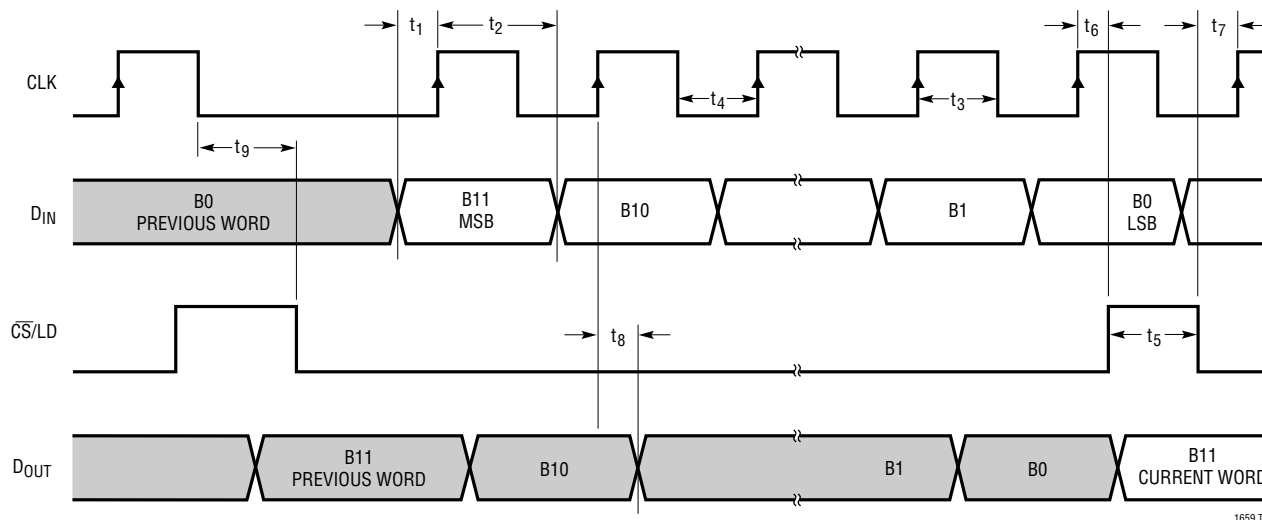 t1 t2 t6 t7
CLK
t4 t3
t9
DIN
B0
PREVIOUS WORD
B11
MSB
B10
B1
B0
LSB
C̅S̅/LD
t8
t5
DOUT
B11
PREVIOUS WORD
B10
B1
B0
B11
CURRENT WORD